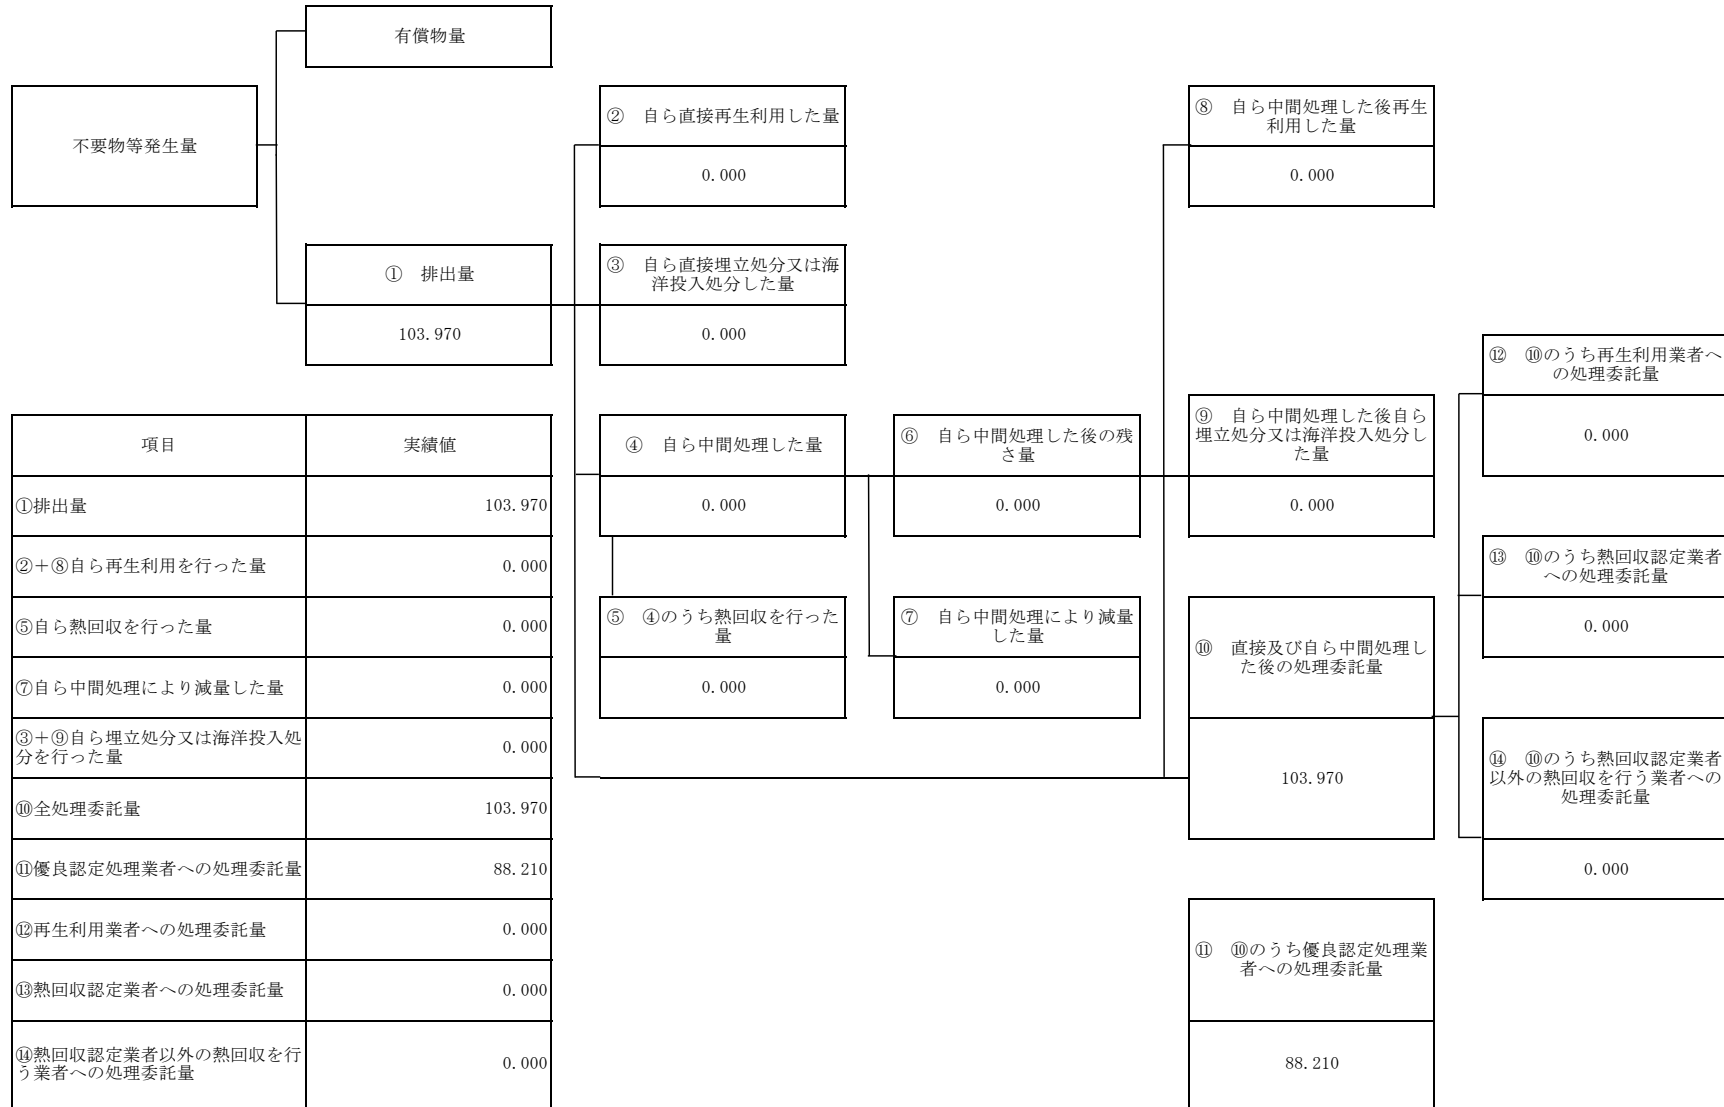 有償物量
不要物等発生量
② 自ら直接再生利用した量
0.000
⑧ 自ら中間処理した後再生
利用した量
0.000
① 排出量
103.970
③ 自ら直接埋立処分又は海
洋投入処分した量
0.000
⑫ ⑩のうち再生利用業者へ
の処理委託量
0.000
④ 自ら中間処理した量
0.000
⑥ 自ら中間処理した後の残
さ量
0.000
⑨ 自ら中間処理した後自ら
埋立処分又は海洋投入処分し
た量
0.000
⑬ ⑩のうち熱回収認定業者
への処理委託量
0.000
⑤ ④のうち熱回収を行った
量
0.000
⑦ 自ら中間処理により減量
した量
0.000
⑩ 直接及び自ら中間処理し
た後の処理委託量
103.970
⑭ ⑩のうち熱回収認定業者
以外の熱回収を行う業者への
処理委託量
0.000
⑪ ⑩のうち優良認定処理業
者への処理委託量
88.210
項目 実績値
①排出量 103.970
②+⑧自ら再生利用を行った量 0.000
⑤自ら熱回収を行った量 0.000
⑦自ら中間処理により減量した量 0.000
③+⑨自ら埋立処分又は海洋投入処
分を行った量 0.000
⑩全処理委託量 103.970
⑪優良認定処理業者への処理委託量 88.210
⑫再生利用業者への処理委託量 0.000
⑬熱回収認定業者への処理委託量 0.000
⑭熱回収認定業者以外の熱回収を行
う業者への処理委託量 0.000